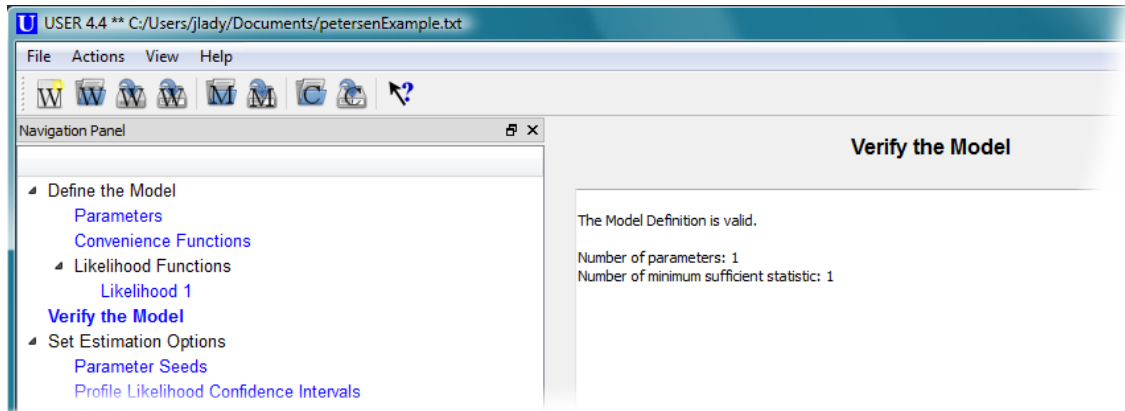 U USER 4.4 ** C:/Users/jlady/Documents/petersenExample.txt
File Actions View Help
W W W W M M C C ?
Navigation Panel
Define the Model
Parameters
Convenience Functions
Likelihood Functions
Likelihood 1
Verify the Model
Set Estimation Options
Parameter Seeds
Profile Likelihood Confidence Intervals
Verify the Model
The Model Definition is valid.
Number of parameters: 1
Number of minimum sufficient statistic: 1